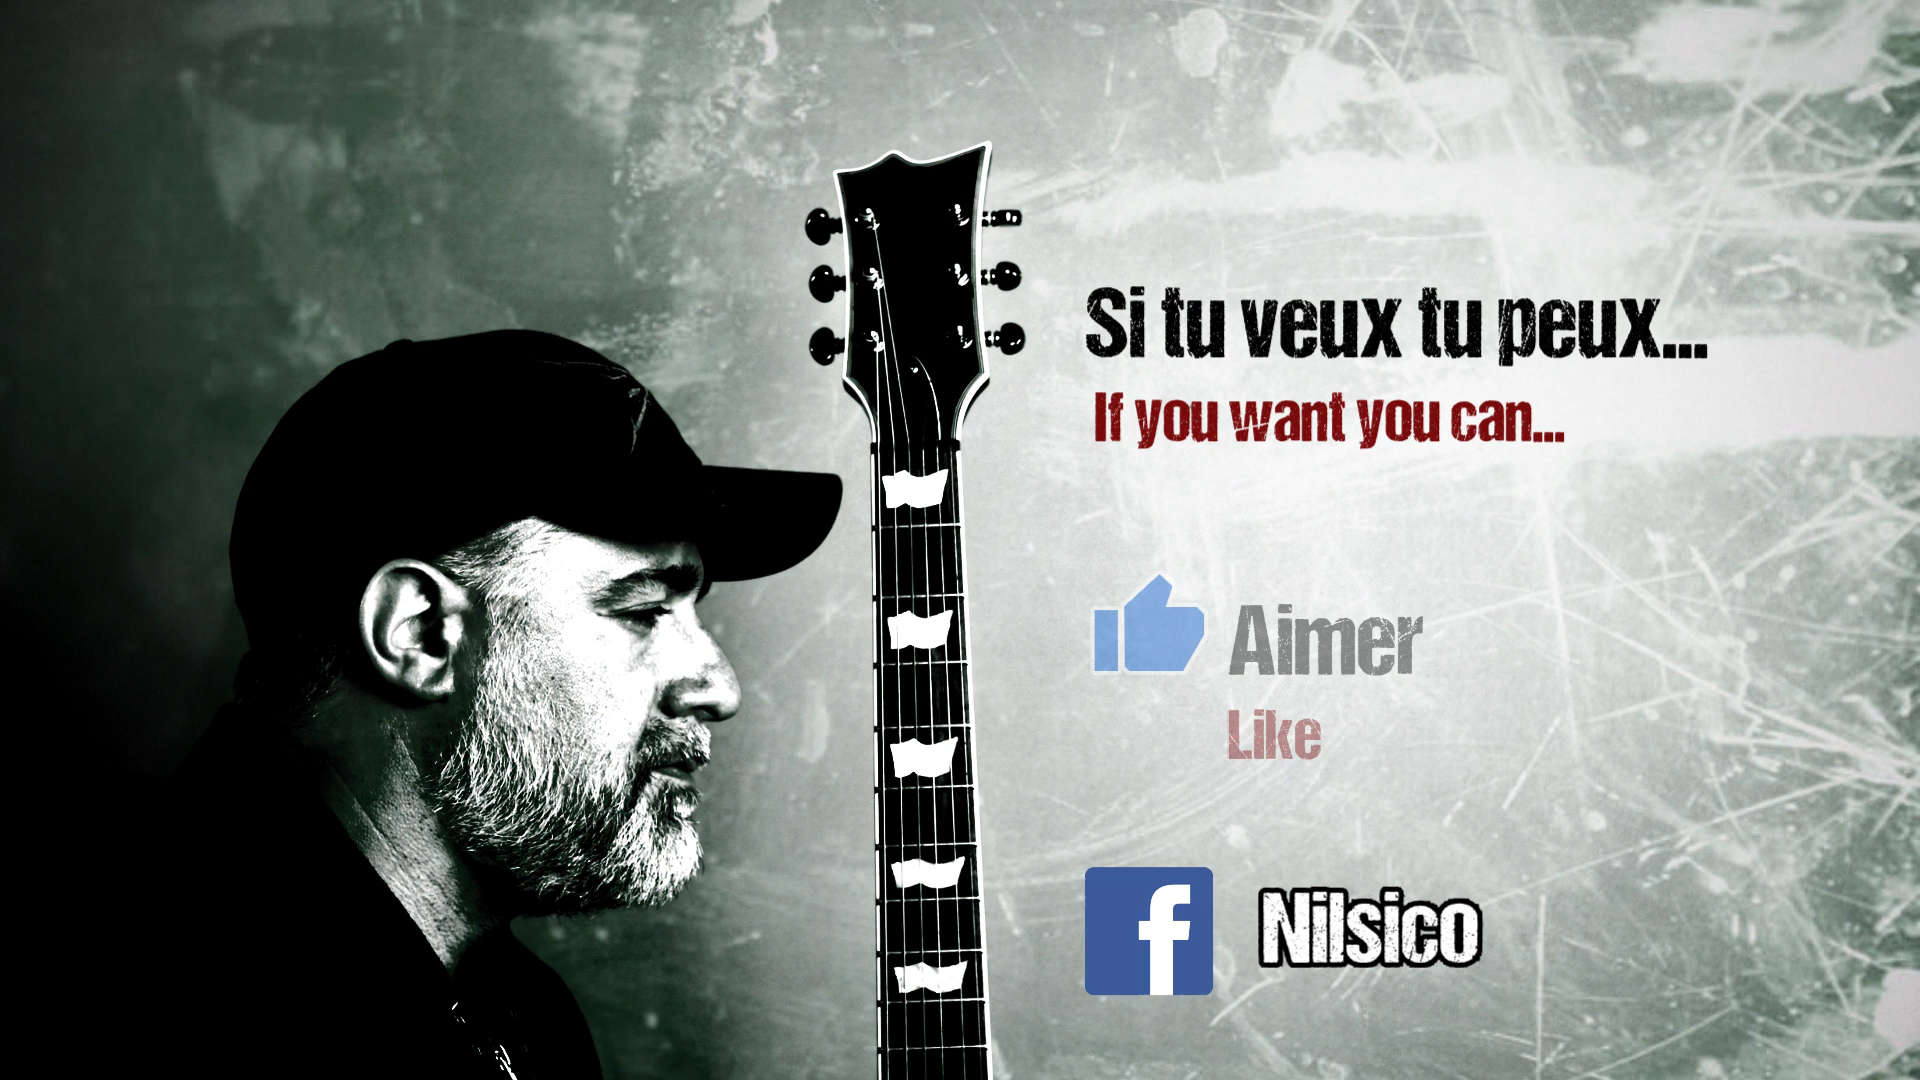 Si tu veux tu peux...
If you want you can...
Aimer
Like
f
Nilsico